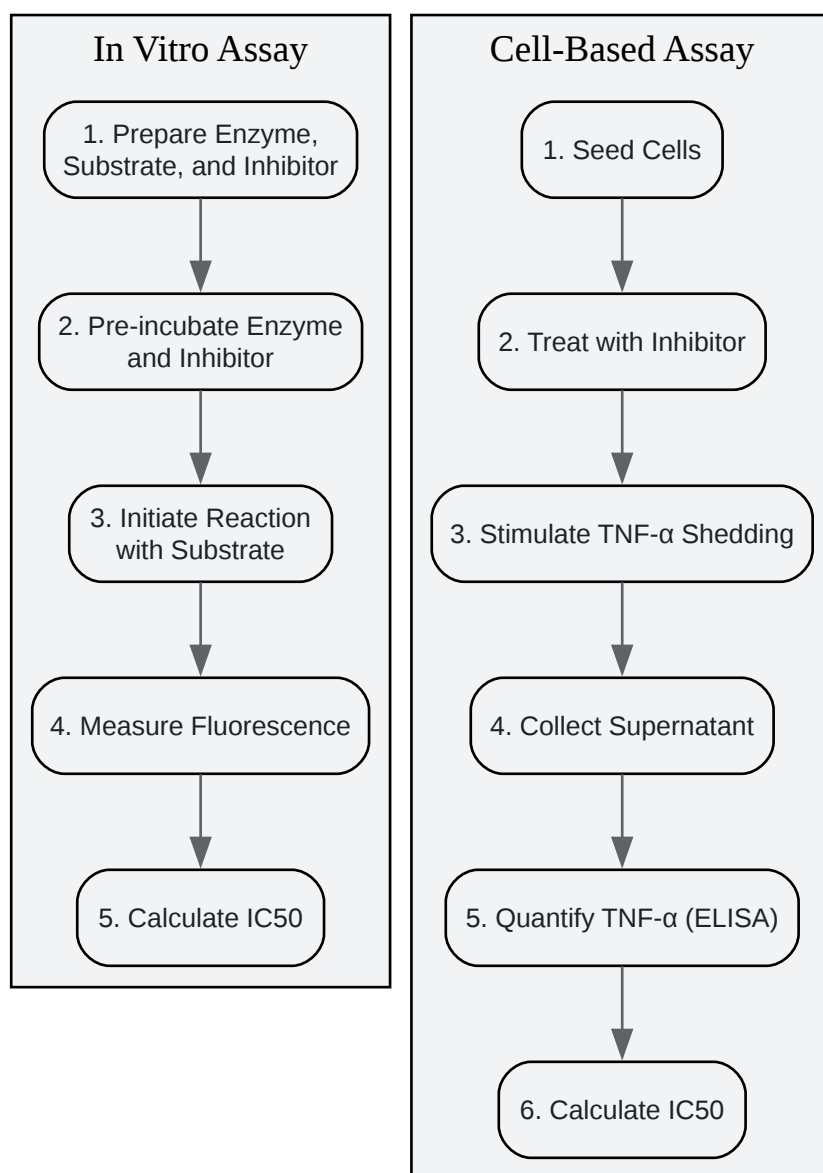 In Vitro Assay
1. Prepare Enzyme,
Substrate, and Inhibitor
2. Pre-incubate Enzyme
and Inhibitor
3. Initiate Reaction
with Substrate
4. Measure Fluorescence
5. Calculate IC50
Cell-Based Assay
1. Seed Cells
2. Treat with Inhibitor
3. Stimulate TNF-α Shedding
4. Collect Supernatant
5. Quantify TNF-α (ELISA)
6. Calculate IC50